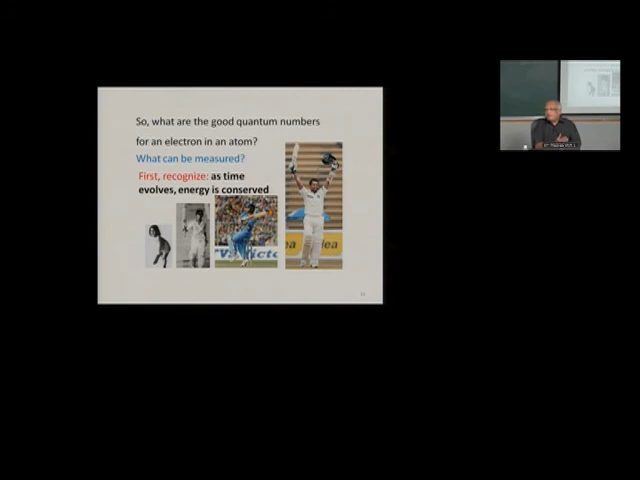 So, what are the good quantum numbers
for an electron in an atom?
What can be measured?
First, recognize: as time
evolves, energy is conserved